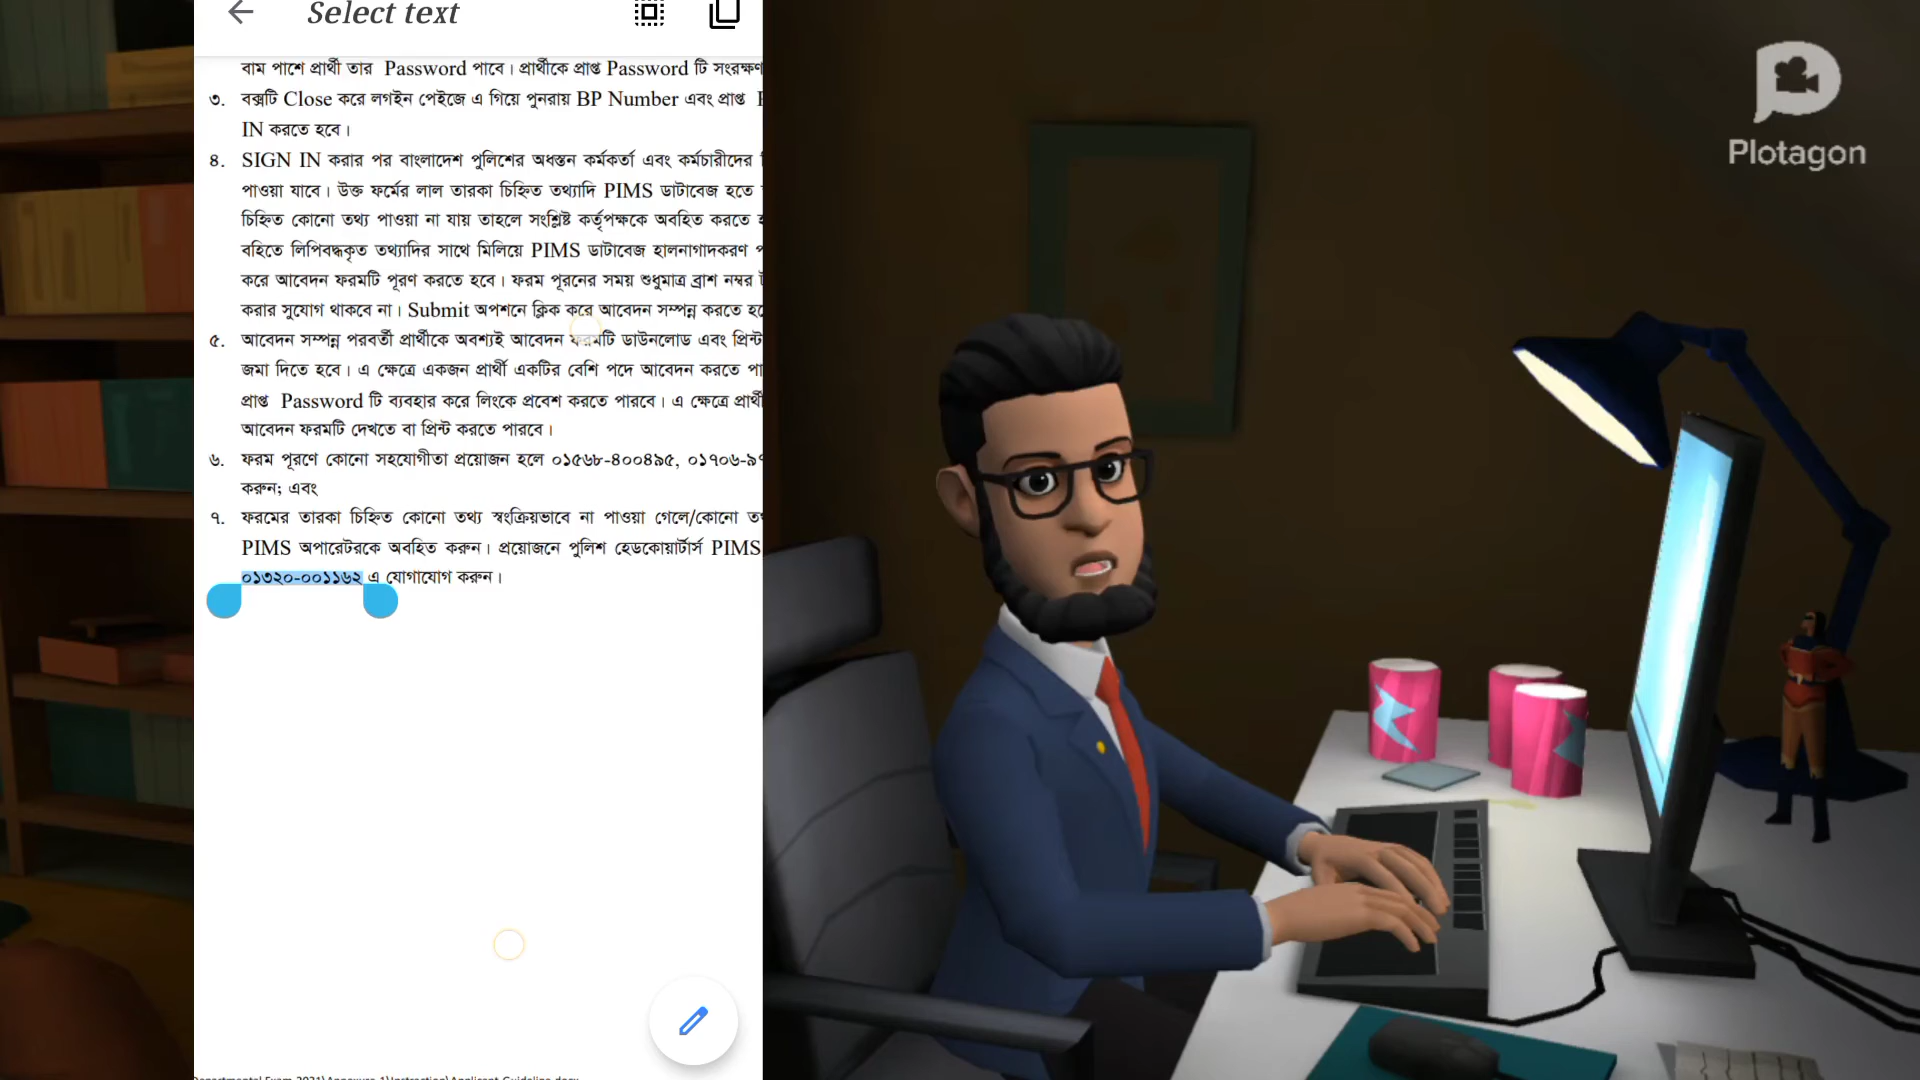 Select text
বাম পাশে প্রার্থী তার Password পাবে। প্রার্থীকে প্রাপ্ত Password টি সংরক্ষণ
৩. বক্সটি Close করে লগইন পেইজে এ গিয়ে পুনরায় BP Number এবং প্রাপ্ত
IN করতে হবে।
৪. SIGN IN করার পর বাংলাদেশ পুলিশের অধস্তন কর্মকর্তা এবং কর্মচারীদের
পাওয়া যাবে। উক্ত ফর্মের লাল তারকা চিহ্নিত তথ্যাদি PIMS ডাটাবেজ হতে
চিহ্নিত কোনো তথ্য পাওয়া না যায় তাহলে সংশ্লিষ্ট কর্তৃপক্ষকে অবহিত করতে
বহিতে লিপিবদ্ধকৃত তথ্যাদির সাথে মিলিয়ে PIMS ডাটাবেজ হালনাগাদকরণ
করে আবেদন ফরমটি পূরণ করতে হবে। ফরম পূরনের সময় শুধুমাত্র ব্রাশ নম্বর
করার সুযোগ থাকবে না। Submit অপশনে ক্লিক করে আবেদন সম্পন্ন করতে
৫. আবেদন সম্পন্ন পরবর্তী প্রার্থীকে অবশ্যই আবেদন ফরমটি ডাউনলোড এবং প্রিন্ট
জমা দিতে হবে। এ ক্ষেত্রে একজন প্রার্থী একটির বেশি পদে আবেদন করতে
প্রাপ্ত Password টি ব্যবহার করে লিংকে প্রবেশ করতে পারবে। এ ক্ষেত্রে প্রার্থী
আবেদন ফরমটি দেখতে বা প্রিন্ট করতে পারবে।
৬. ফরম পূরণে কোনো সহযোগীতা প্রয়োজন হলে ০১৫৬৮-৪০০৪৯৫, ০১৭০৬-৯
করুন; এবং
৭. ফরমের তারকা চিহ্নিত কোনো তথ্য স্বংক্রিয়ভাবে না পাওয়া গেলে/কোনো
PIMS অপারেটরকে অবহিত করুন। প্রয়োজনে পুলিশ হেডকোয়ার্টার্স PIMS
০১৩২০-০০১১৬২ এ যোগাযোগ করুন।
Plotagon